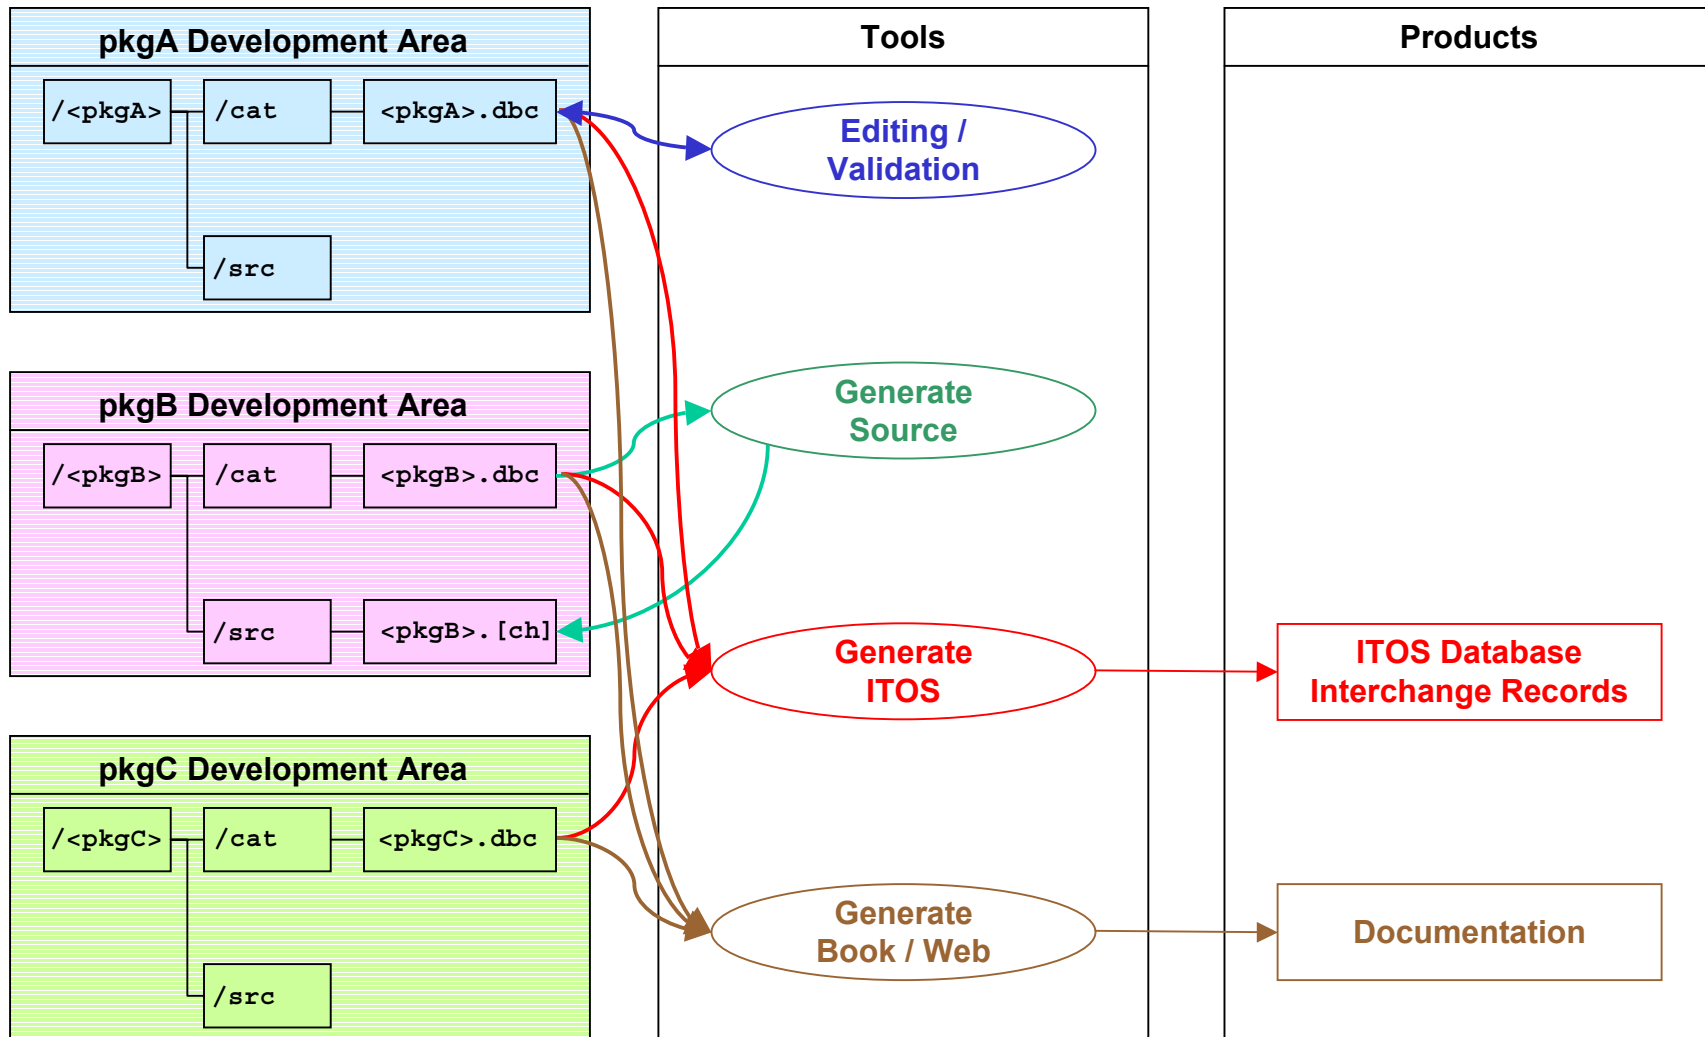 pkgA Development Area
/<pkgA>
/cat
<pkgA>.dbc
/src
pkgB Development Area
/<pkgB>
/cat
<pkgB>.dbc
/src
<pkgB>.[ch]
pkgC Development Area
/<pkgC>
/cat
<pkgC>.dbc
/src
Tools
Editing /
Validation
Generate
Source
Generate
ITOS
Generate
Book / Web
Products
ITOS Database
Interchange Records
Documentation